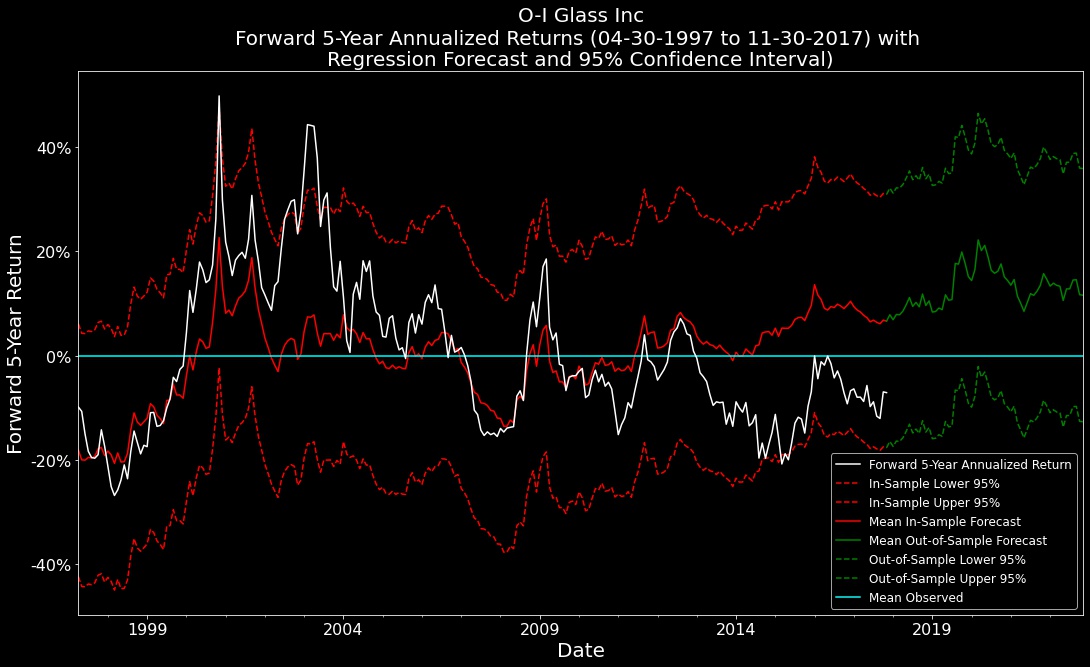 O-I Glass Inc
Forward 5-Year Annualized Returns (04-30-1997 to 11-30-2017) with
Regression Forecast and 95% Confidence Interval)
Forward 5-Year Return
40%
20%
0%
-20%
-40%
1999
2004
2009
2014
2019
Date
Forward 5-Year Annualized Return
In-Sample Lower 95%
In-Sample Upper 95%
Mean In-Sample Forecast
Mean Out-of-Sample Forecast
Out-of-Sample Lower 95%
Out-of-Sample Upper 95%
Mean Observed